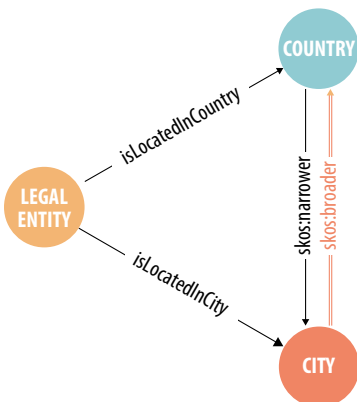 COUNTRY
isLocatedInCountry
LEGAL
ENTITY
skos:narrower
skos:broader
isLocatedInCity
CITY